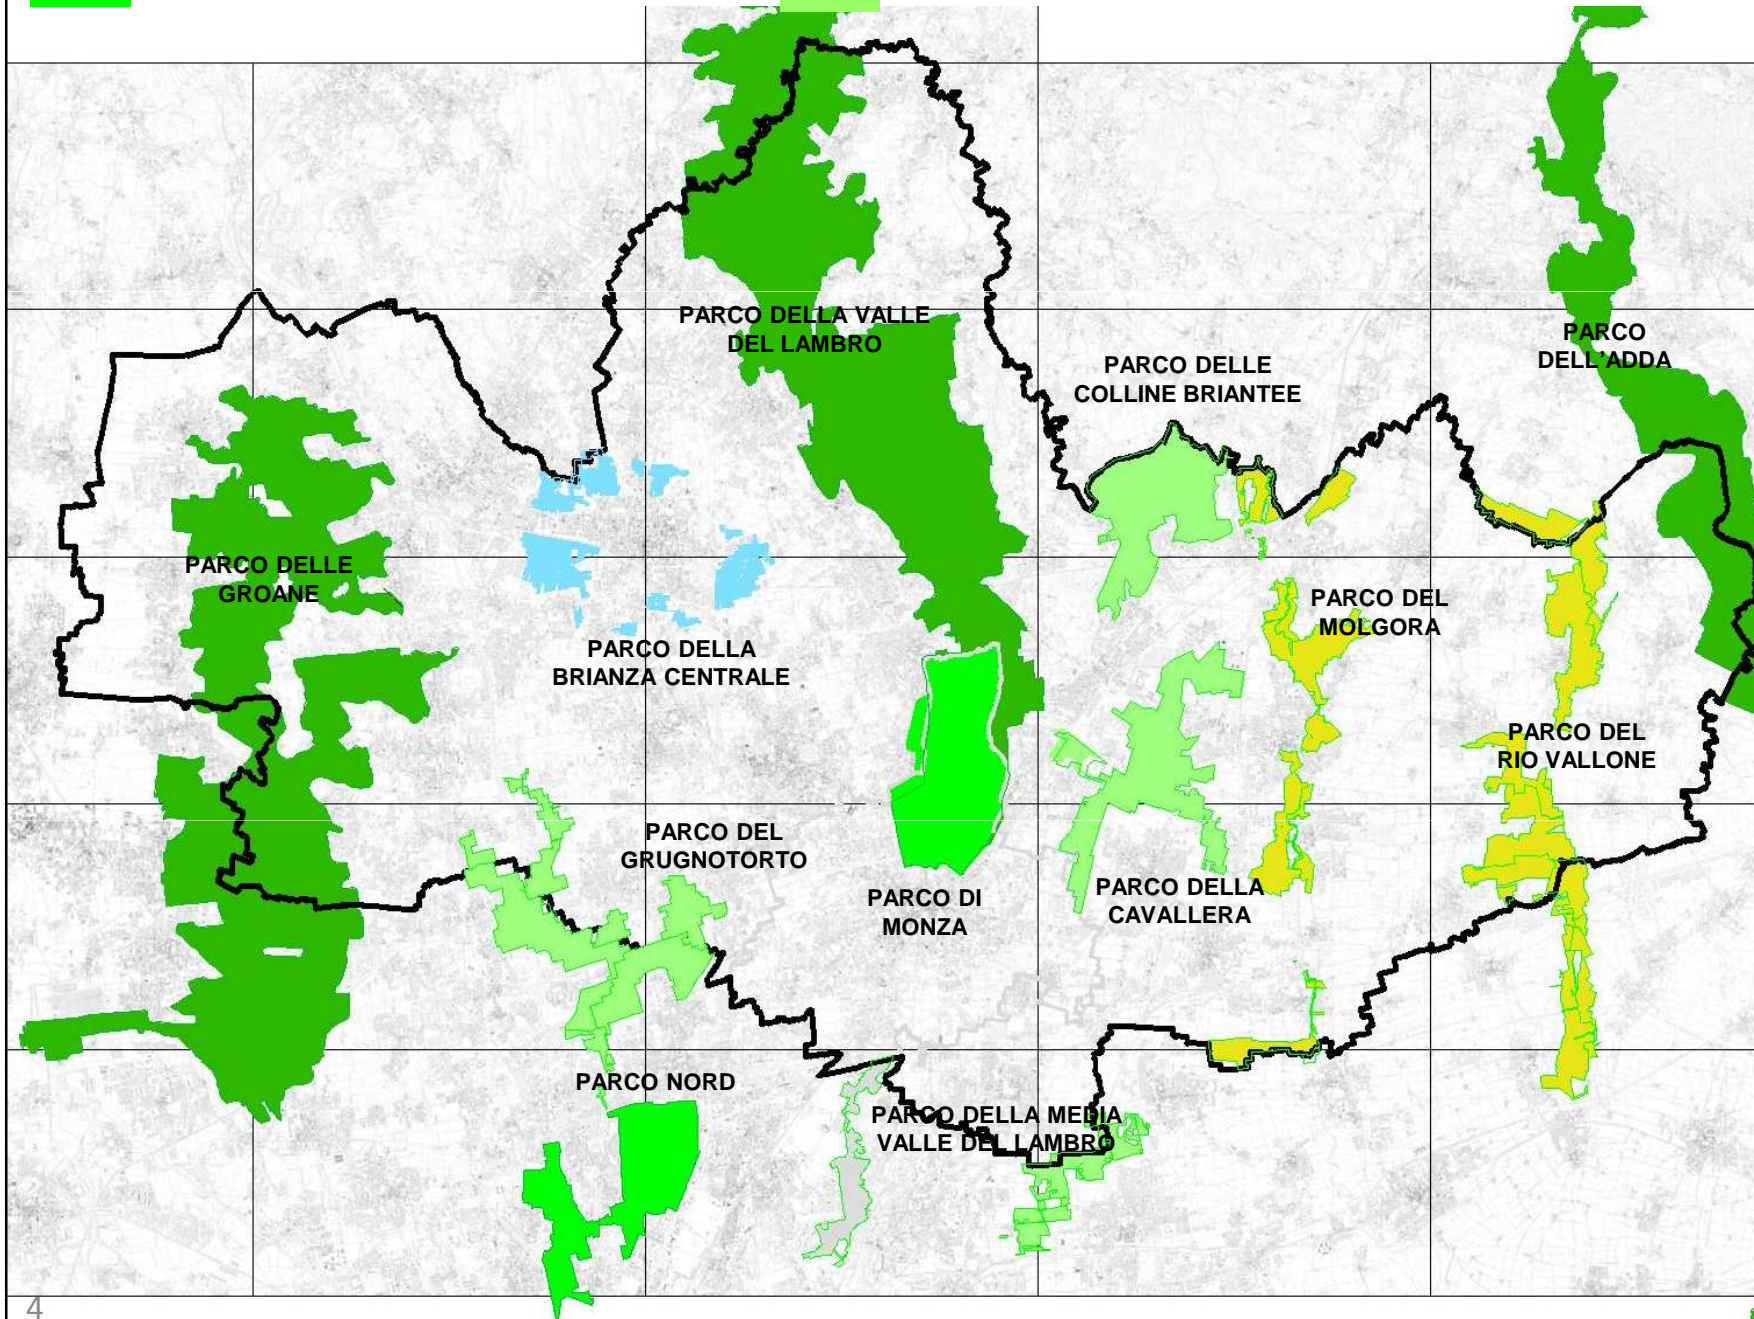 PARCO DELLA VALLE
DEL LAMBRO
PARCO
DELL'ADDA
PARCO DELLE
COLLINE BRIANTEE
PARCO DELLE
GROANE
PARCO DEL
MOLGORA
PARCO DELLA
BRIANZA CENTRALE
PARCO DEL
RIO VALLONE
PARCO DEL
GRUGNOTORTO
PARCO DI
MONZA
PARCO DELLA
CAVALLERA
PARCO NORD
PARCO DELLA MEDIA
VALLE DEL LAMBRO
4